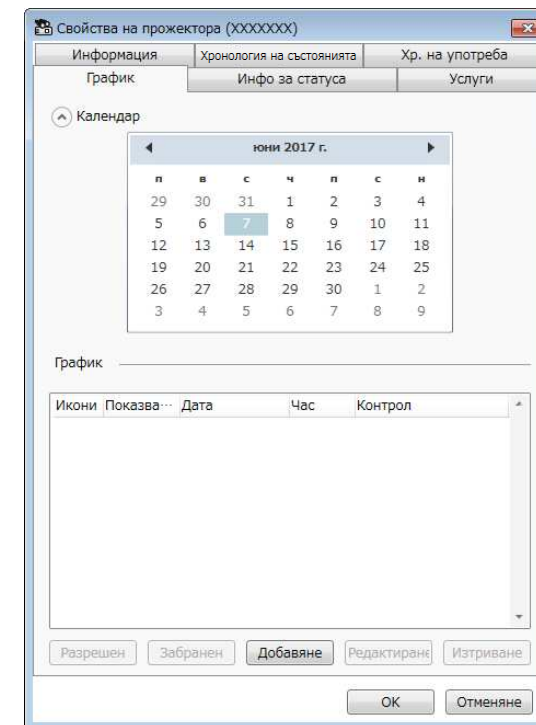 Свойства на прожектора (XXXXXXX)
Информация Хронология на състоянията Хр. на употреба
График Инфо за статуса Услуги
Календар
юни 2017 г.
п в с ч п с н
29 30 31 1 2 3 4
5 6 7 8 9 10 11
12 13 14 15 16 17 18
19 20 21 22 23 24 25
26 27 28 29 30 1 2
3 4 5 6 7 8 9
График
Икони Показва... Дата Час Контрол
Разрешен Забранен Добавяне Редактиране Изтриване
OK Отменяне